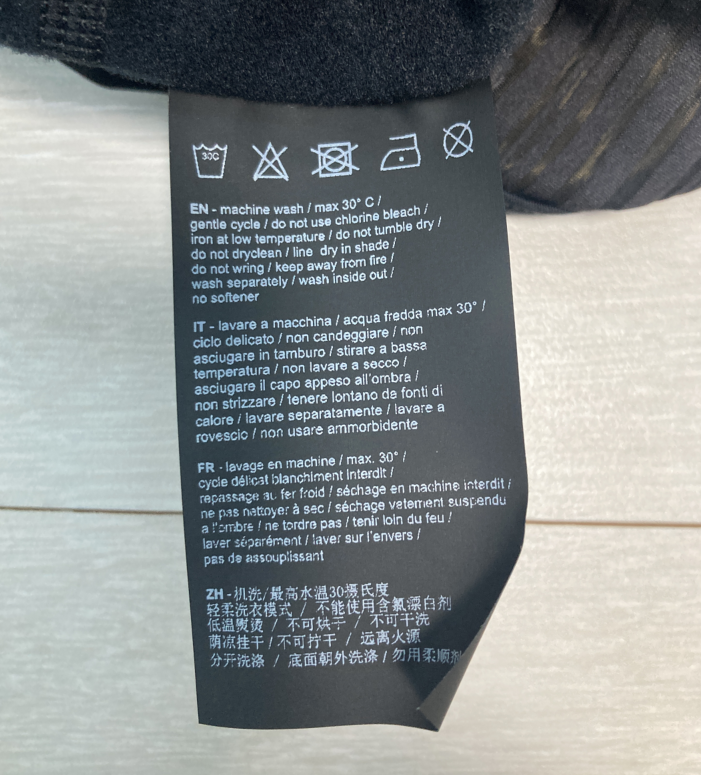 30C
EN - machine wash / max 30° C /
gentle cycle / do not use chlorine bleach /
iron at low temperature / do not tumble dry /
do not dryclean / line dry in shade /
do not wring / keep away from fire /
wash separately / wash inside out /
no softener
IT - lavare a macchina / acqua fredda max 30° /
ciclo delicato / non candeggiare / non
asciugare in tamburo / stirare a bassa
temperatura / non lavare a secco /
asciugare il capo appeso all'ombra /
non strizzare / tenere lontano da fonti di
calore / lavare separatamente / lavare a
rovescio / non usare ammorbidente
FR - lavage en machine / max. 30° /
cycle délicat blanchiment interdit /
repassage au fer froid / séchage en machine interdit /
ne pas nettoyer à sec / séchage vetement suspendu
a l'ombre / ne tordre pas / tenir loin du feu /
laver séparément / laver sur l'envers /
pas de assouplissant
ZH - 机洗/最高水温30摄氏度
轻柔洗衣模式 / 不能使用含氯漂白剂
低温熨烫 / 不可烘干 / 不可干洗
荫凉挂干 / 不可拧干 / 远离火源
分开洗涤 / 底面朝外洗涤 / 勿用柔顺剂